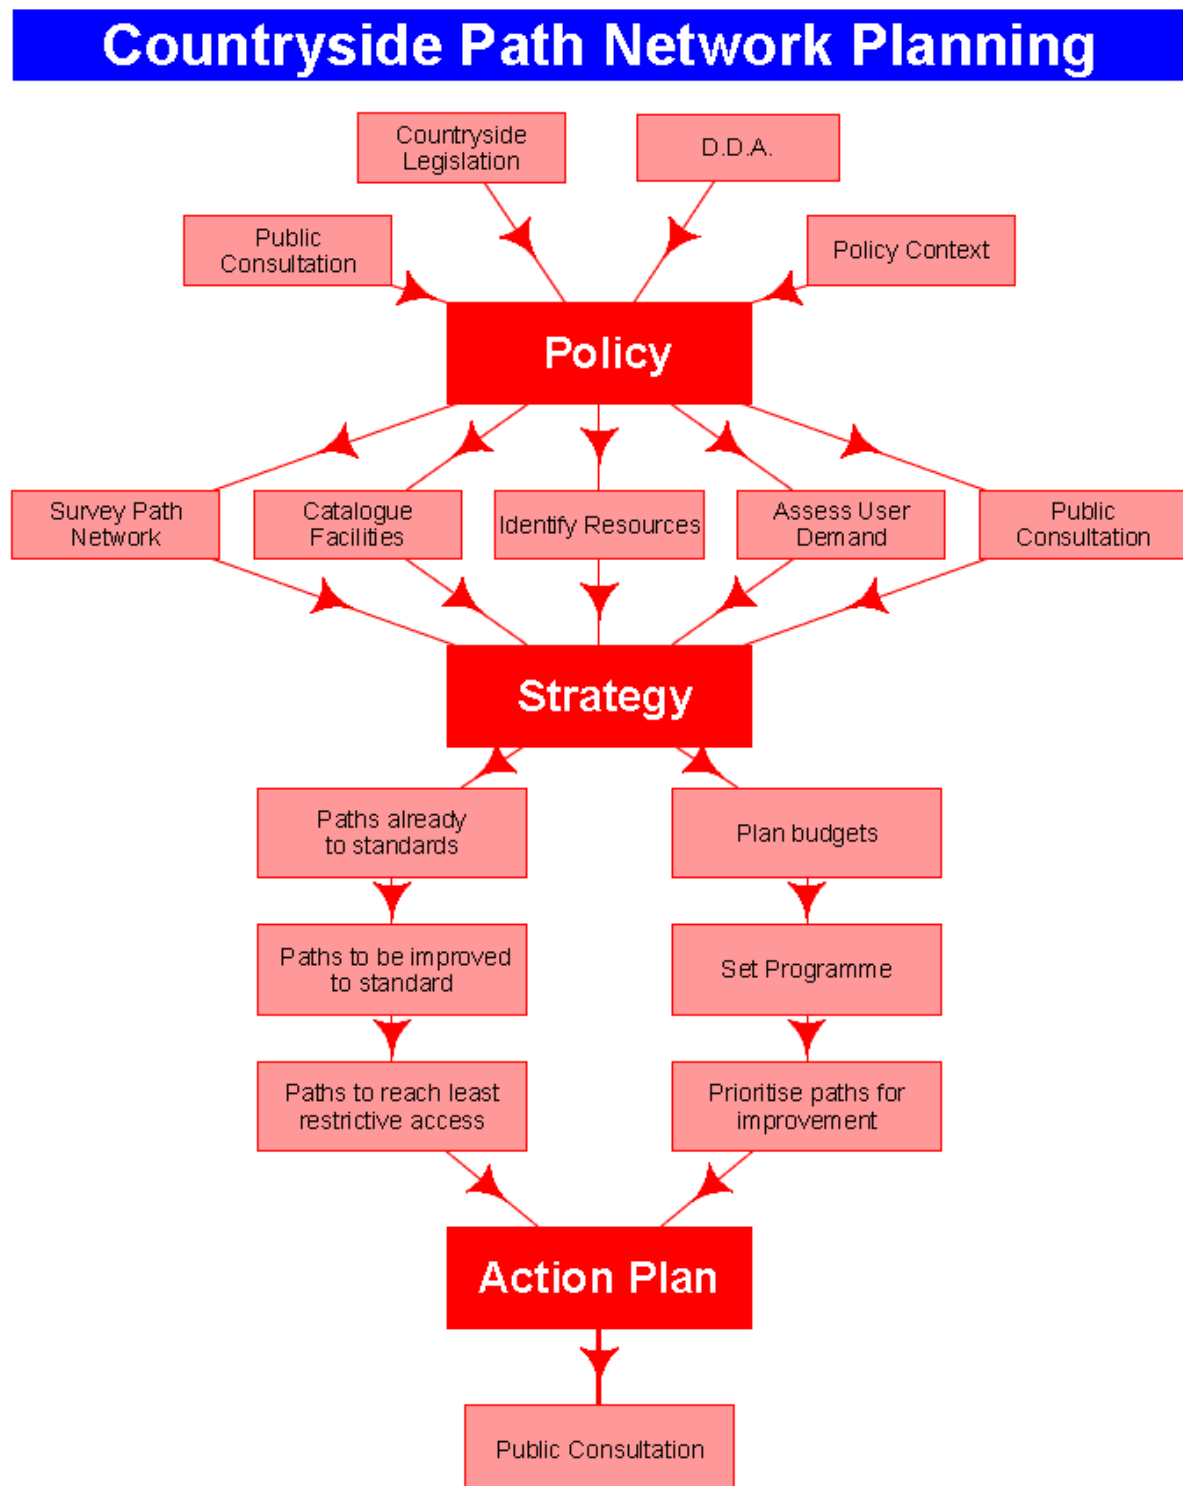 Countryside Path Network Planning
Countryside
Legislation
D.D.A.
Public
Consultation
Policy Context
Policy
Survey Path
Network
Catalogue
Facilities
Identify Resources
Assess User
Demand
Public
Consultation
Strategy
Paths already
to standards
Plan budgets
Paths to be improved
to standard
Set Programme
Paths to reach least
restrictive access
Prioritise paths for
improvement
Action Plan
Public Consultation